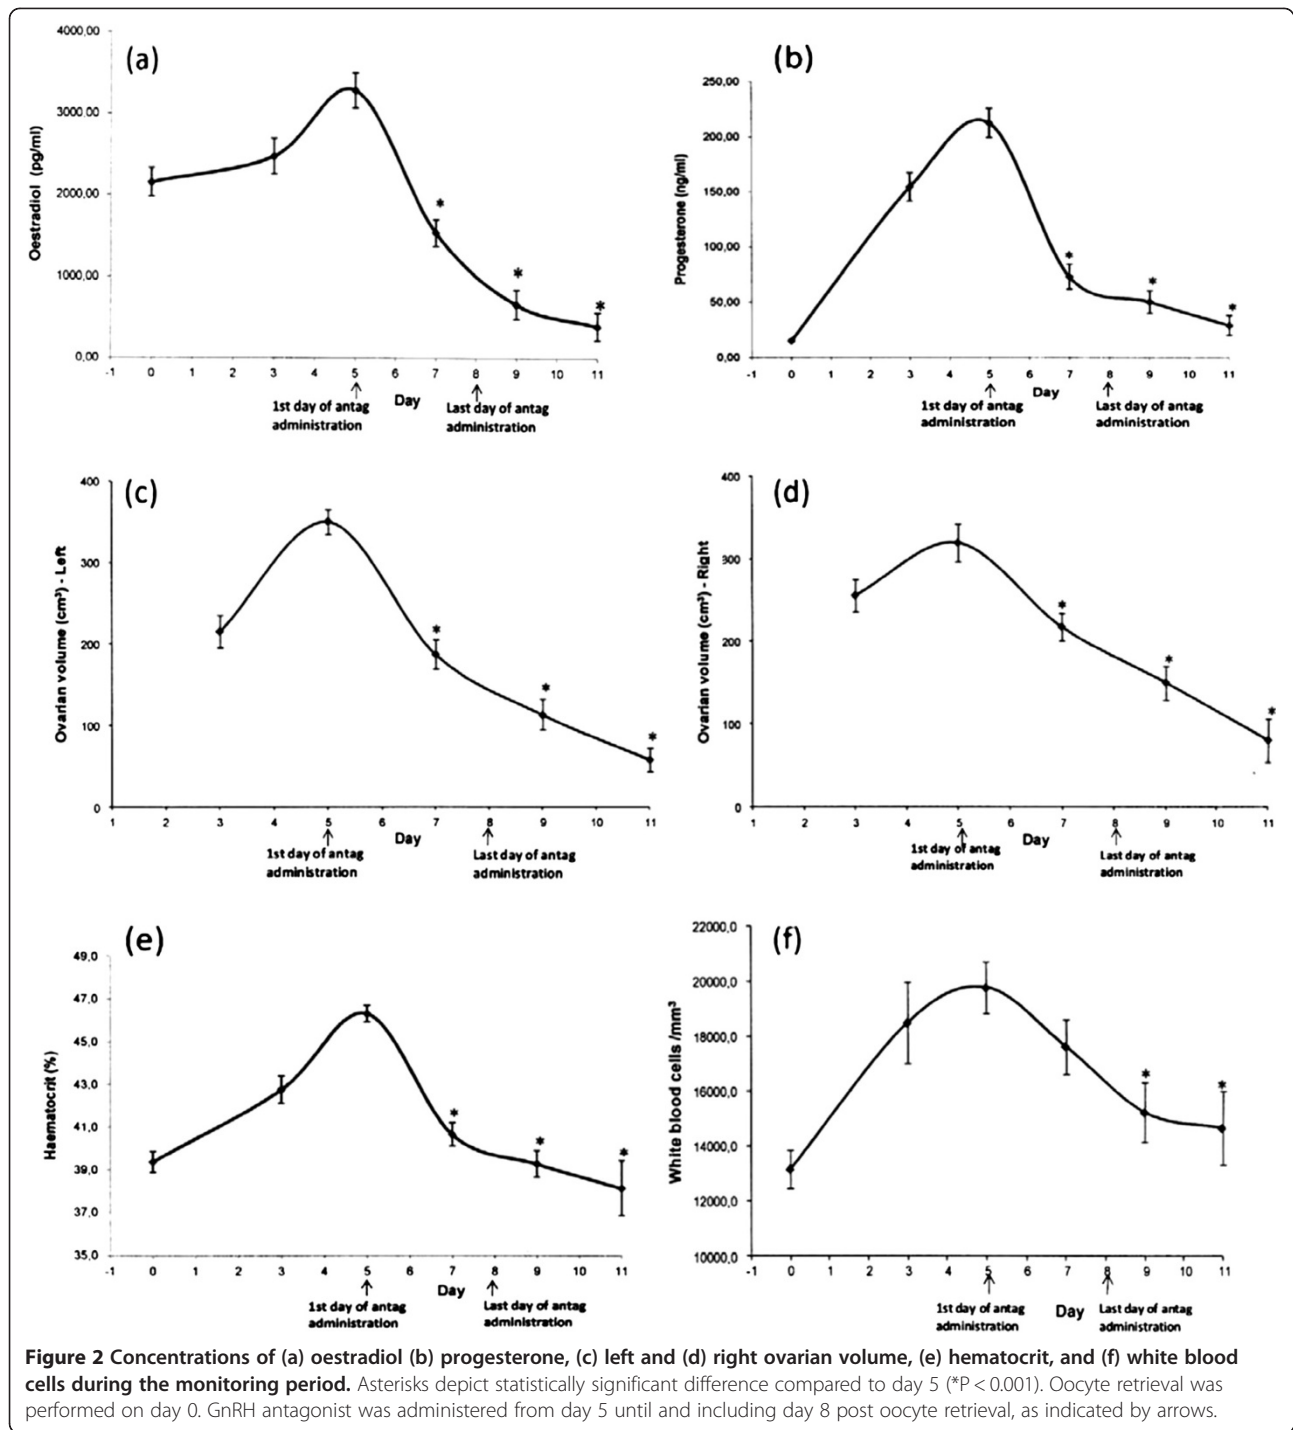 (a)
Oestradiol (pg/ml)
4000,00
3000,00
2000,00
1000,00
0,00
* * *
-1 0 1 2 3 4 5 6 7 8 9 10 11
Day
1st day of antag
administration
Last day of antag
administration
(b)
Progesterone (ng/ml)
250,00
200,00
150,00
100,00
50,00
0,00
* * *
-1 0 1 2 3 4 5 6 7 8 9 10 11
Day
1st day of antag
administration
Last day of antag
administration
(c)
Ovarian volume (cm³) - Left
400
300
200
100
0
* * *
1 2 3 4 5 6 7 8 9 10 11
Day
1st day of antag
administration
Last day of antag
administration
(d)
Ovarian volume (cm³) - Right
400
300
200
100
0
* * *
1 2 3 4 5 6 7 8 9 10 11
Day
1st day of antag
administration
Last day of antag
administration
(e)
Haematocrit (%)
49,0
47,0
45,0
43,0
41,0
39,0
37,0
35,0
* * *
-1 0 1 2 3 4 5 6 7 8 9 10 11
Day
1st day of antag
administration
Last day of antag
administration
(f)
White blood cells /mm³
22000,0
20000,0
18000,0
16000,0
14000,0
12000,0
10000,0
* *
-1 0 1 2 3 4 5 6 7 8 9 10 11
Day
1st day of antag
administration
Last day of antag
administration
Figure 2 Concentrations of (a) oestradiol (b) progesterone, (c) left and (d) right ovarian volume, (e) hematocrit, and (f) white blood
cells during the monitoring period. Asterisks depict statistically significant difference compared to day 5 (*P < 0.001). Oocyte retrieval was
performed on day 0. GnRH antagonist was administered from day 5 until and including day 8 post oocyte retrieval, as indicated by arrows.